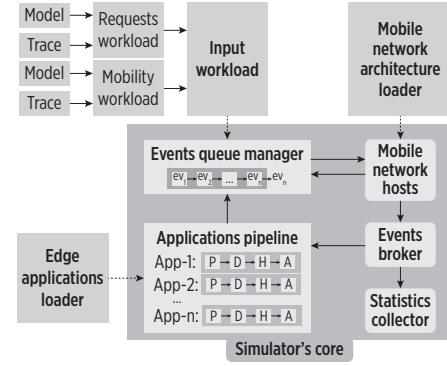 Model
Trace
Model
Trace
Requests
workload
Mobility
workload
Input
workload
Mobile
network
architecture
loader
Events queue manager
ev1 ev2 ... evn evn
Mobile
network
hosts
Edge
applications
loader
Applications pipeline
App-1: P D H A
App-2: P D H A
...
App-n: P D H A
Events
broker
Statistics
collector
Simulator's core